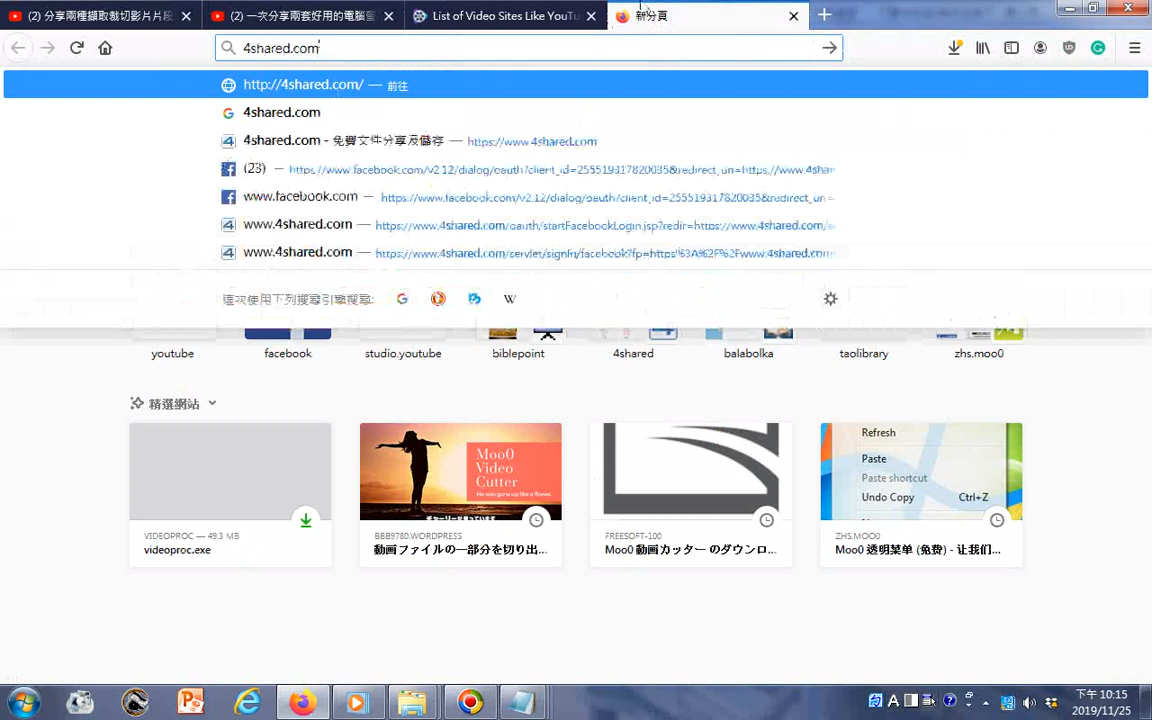 (2) 分享兩種擷取裁切影片片段
(2) 一次分享兩套好用的電腦螢
List of Video Sites Like YouTu
新分頁
4shared.com
http://4shared.com/ — 前往
4shared.com
4shared.com - 免費文件分享及儲存 — https://www.4shared.com
(23) — https://www.facebook.com/v2.12/dialog/oauth?client_id=255519317820035&redirect_uri=https://www.4shar
www.facebook.com — https://www.facebook.com/v2.12/dialog/oauth?client_id=255519317820035&redirect_uri=
www.4shared.com — https://www.4shared.com/oauth/startFacebookLogin.jsp?redir=https://www.4shared.com/
www.4shared.com — https://www.4shared.com/servlet/signin/facebook?fp=https%3A%2F%2Fwww.4shared.com
這次使用下列搜尋引擎搜尋:
youtube
facebook
studio.youtube
biblepoint
4shared
balabolka
taolibrary
zhs.moo0
精選網站
Moo0
Video
Cutter
Refresh
Paste
Paste shortcut
Undo Copy Ctrl+Z
VIDEOPROC — 49.3 MB
videoproc.exe
BBB9780.WORDPRESS
動画ファイルの一部分を切り出...
FREESOFT-100
Moo0 動画カッター のダウンロ...
ZHS.MOO0
Moo0 透明菜单 (免费) - 让我们...
下午 10:15
2019/11/25